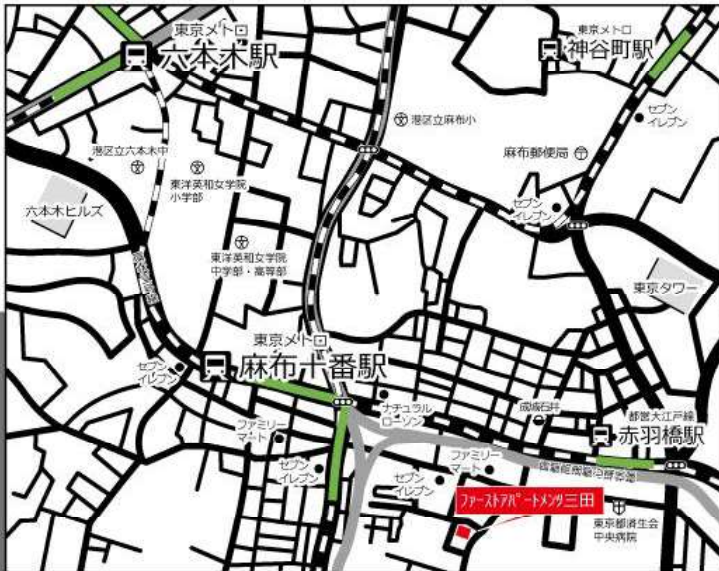 東京メトロ
六本木駅
東京メトロ
神谷町駅
セブン
イレブン
港区立麻布小
麻布郵便局
港区立六本木中
東洋英和女学院
小学部
六本木ヒルズ
セブン
イレブン
東洋英和女学院
中学部・高等部
東京タワー
東京メトロ
麻布十番駅
セブン
イレブン
ナチュラル
ローソン
成城石井
都営大江戸線
赤羽橋駅
ファミリー
マート
ファミリー
マート
セブン
イレブン
セブン
イレブン
ファーストアパートメンツ三田
東京都済生会
中央病院